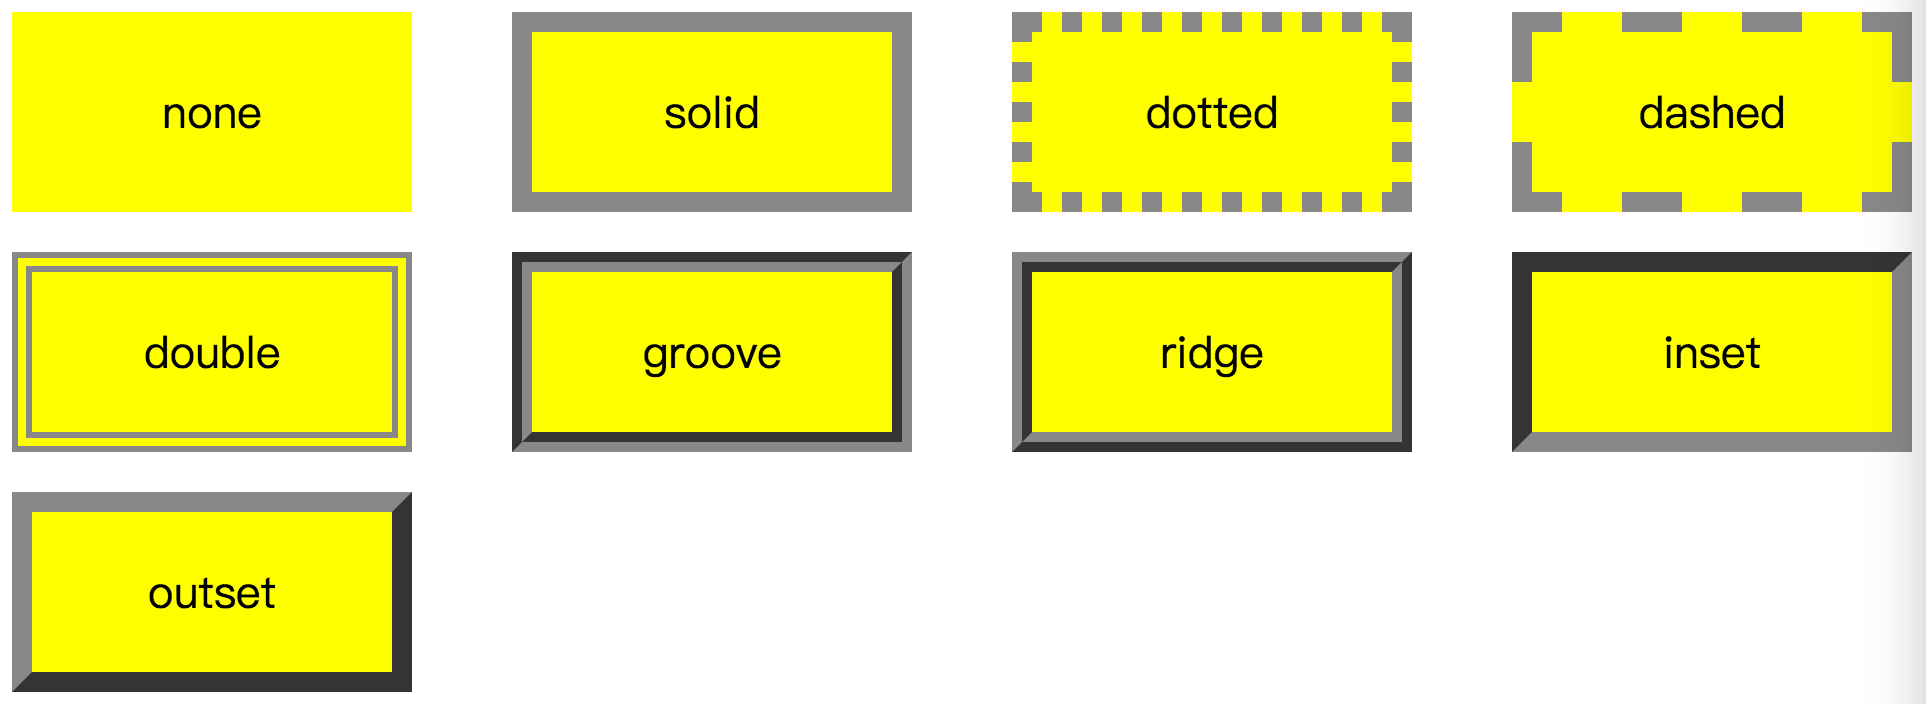 none
solid
dotted
dashed
double
groove
ridge
inset
outset